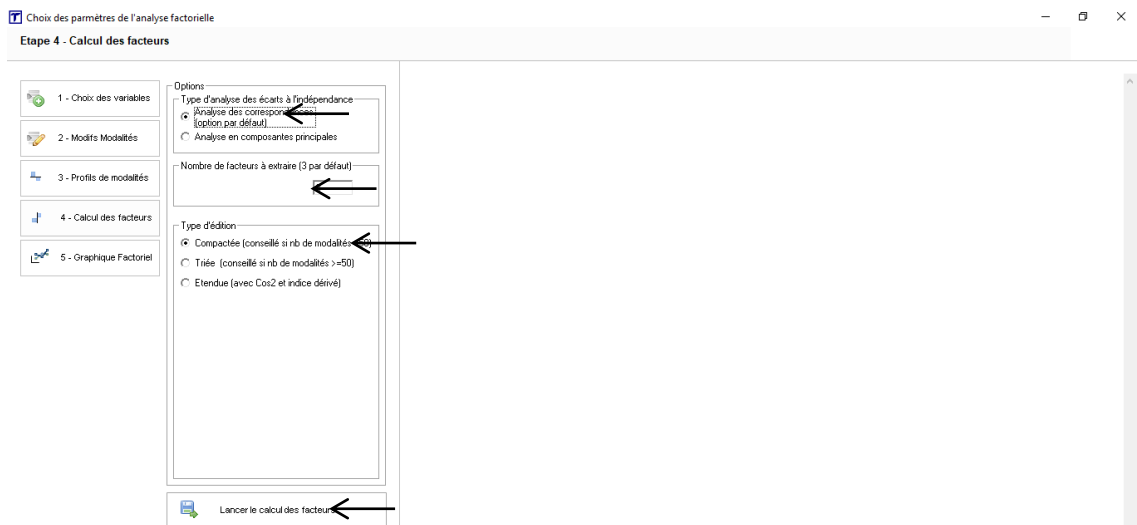 Choix des parmètres de l'analyse factorielle
Etape 4 - Calcul des facteurs
1 - Choix des variables
2 - Modifs Modalités
3 - Profils de modalités
4 - Calcul des facteurs
5 - Graphique Factoriel
Options
Type d'analyse des écarts à l'indépendance
Analyse des correspondances
(option par défaut)
Analyse en composantes principales
Nombre de facteurs à extraire (3 par défaut)
Type d'édition
Compactée (conseillé si nb de modalités
Triée (conseillé si nb de modalités >=50)
Etendue (avec Cos2 et indice dérivé)
Lancer le calcul des facteurs